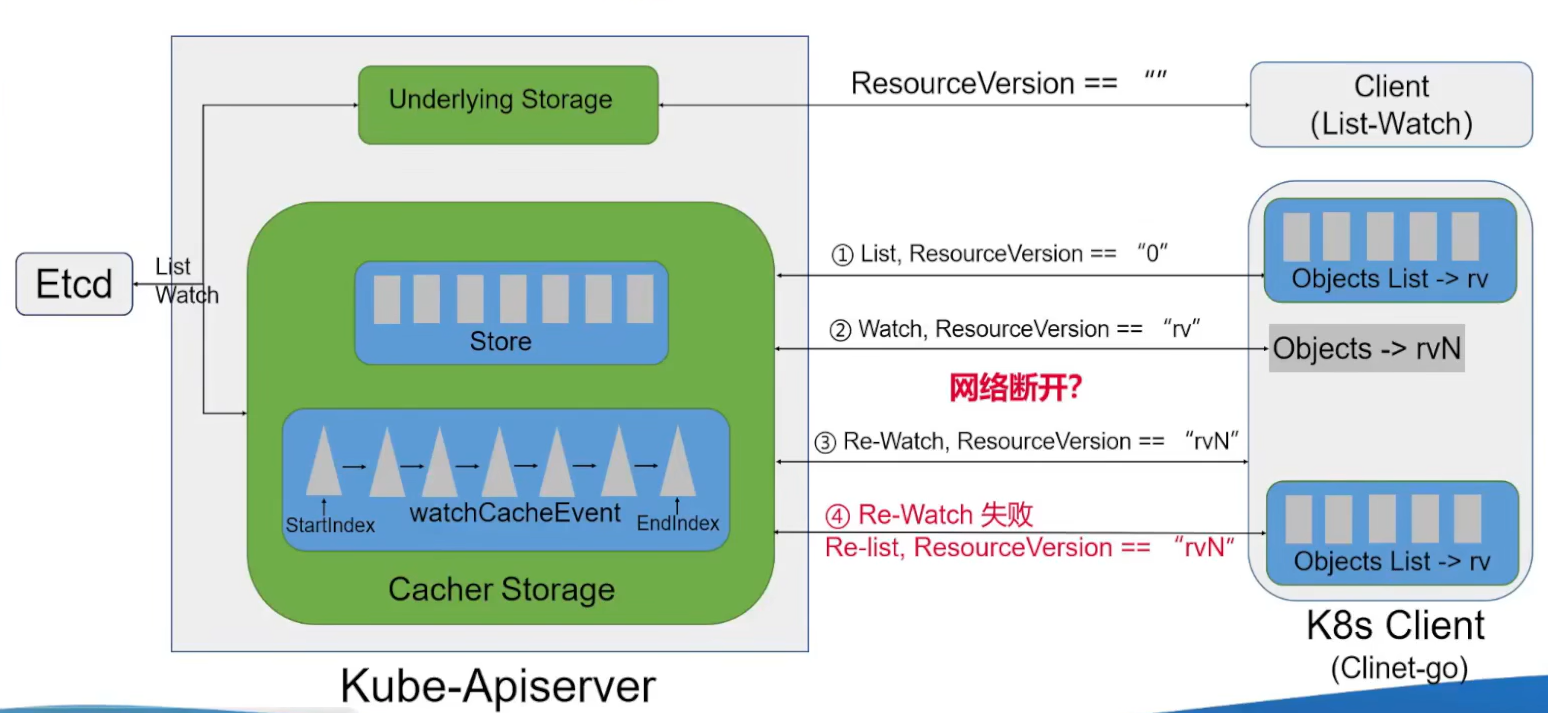 Underlying Storage
ResourceVersion == “”
Client
(List-Watch)
Etcd
List
Watch
Store
StartIndex
watchCacheEvent
EndIndex
Cacher Storage
Kube-Apiserver
① List, ResourceVersion == “0”
② Watch, ResourceVersion == “rv”
网络断开?
③ Re-Watch, ResourceVersion == “rvN”
④ Re-Watch 失败
Re-list, ResourceVersion == “rvN”
Objects List -> rv
Objects -> rvN
Objects List -> rv
K8s Client
(Clinet-go)